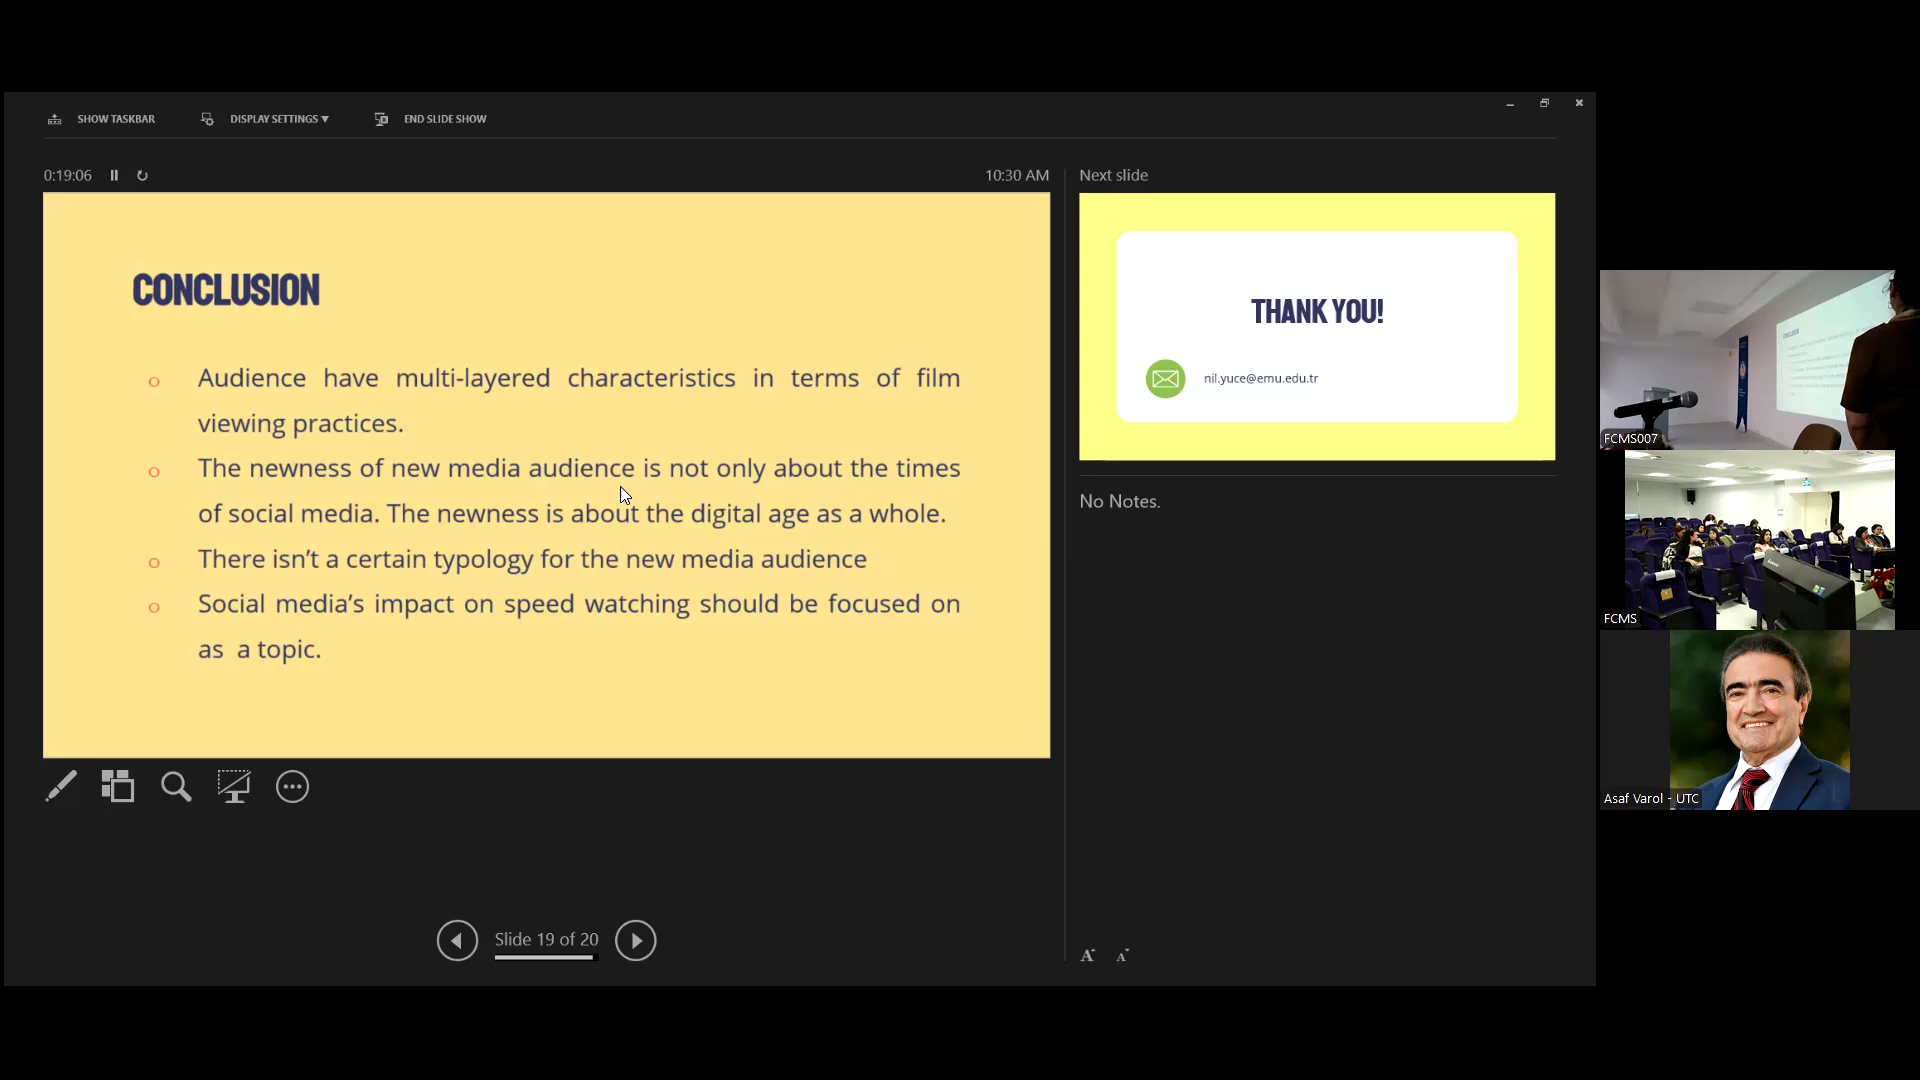 SHOW TASKBAR
DISPLAY SETTINGS ▼
END SLIDE SHOW
0:19:06
10:30 AM
Next slide
CONCLUSION
Audience have multi-layered characteristics in terms of film
viewing practices.
The newness of new media audience is not only about the times
of social media. The newness is about the digital age as a whole.
There isn't a certain typology for the new media audience
Social media's impact on speed watching should be focused on
as a topic.
THANK YOU!
nil.yuce@emu.edu.tr
No Notes.
Slide 19 of 20
A
A
FCMS007
FCMS
Asaf Varol - UTC